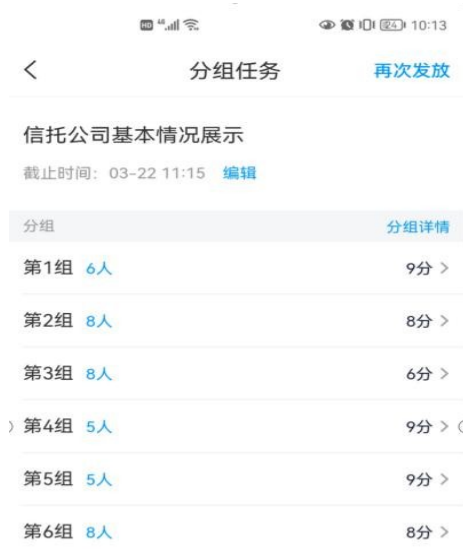 HD 4G 10:13
分组任务 再次发放
信托公司基本情况展示
截止时间: 03-22 11:15 编辑
分组 分组详情
第1组 6人 9分
第2组 8人 8分
第3组 8人 6分
第4组 5人 9分
第5组 5人 9分
第6组 8人 8分